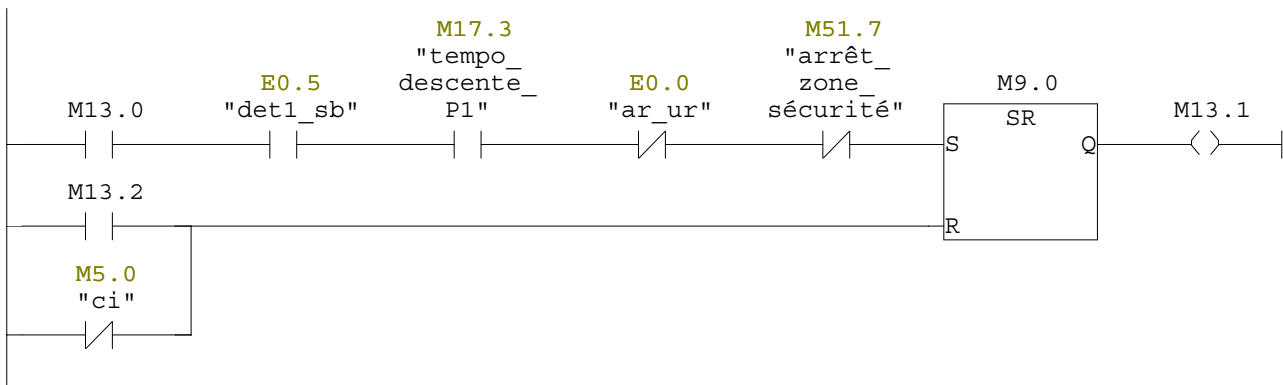 M17.3
"tempo_
descente_
P1"
M51.7
"arrêt_
zone_
sécurité"
M13.0
E0.5
"det1_sb"
E0.0
"ar_ur"
M9.0
SR
M13.1
S
Q
M13.2
R
M5.0
"ci"